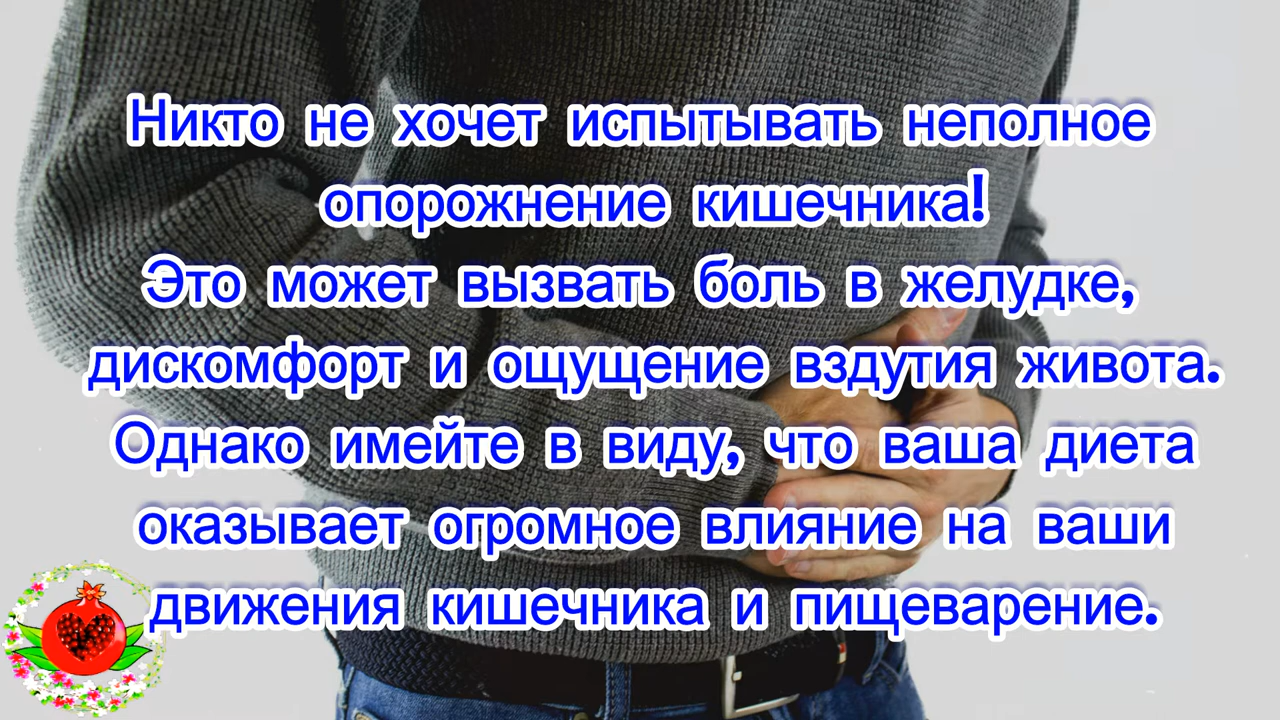 Никто не хочет испытывать неполное
опорожнение кишечника!
Это может вызвать боль в желудке,
дискомфорт и ощущение вздутия живота.
Однако имейте в виду, что ваша диета
оказывает огромное влияние на ваши
движения кишечника и пищеварение.